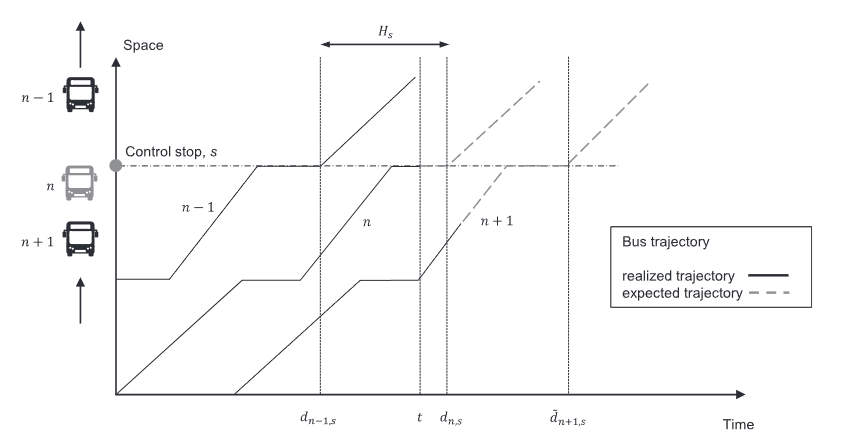 Space
H_s
n − 1
Control stop, s
n
n − 1
n
n + 1
n + 1
Bus trajectory
realized trajectory
expected trajectory
d_{n−1,s}
t
d_{n,s}
d̃_{n+1,s}
Time